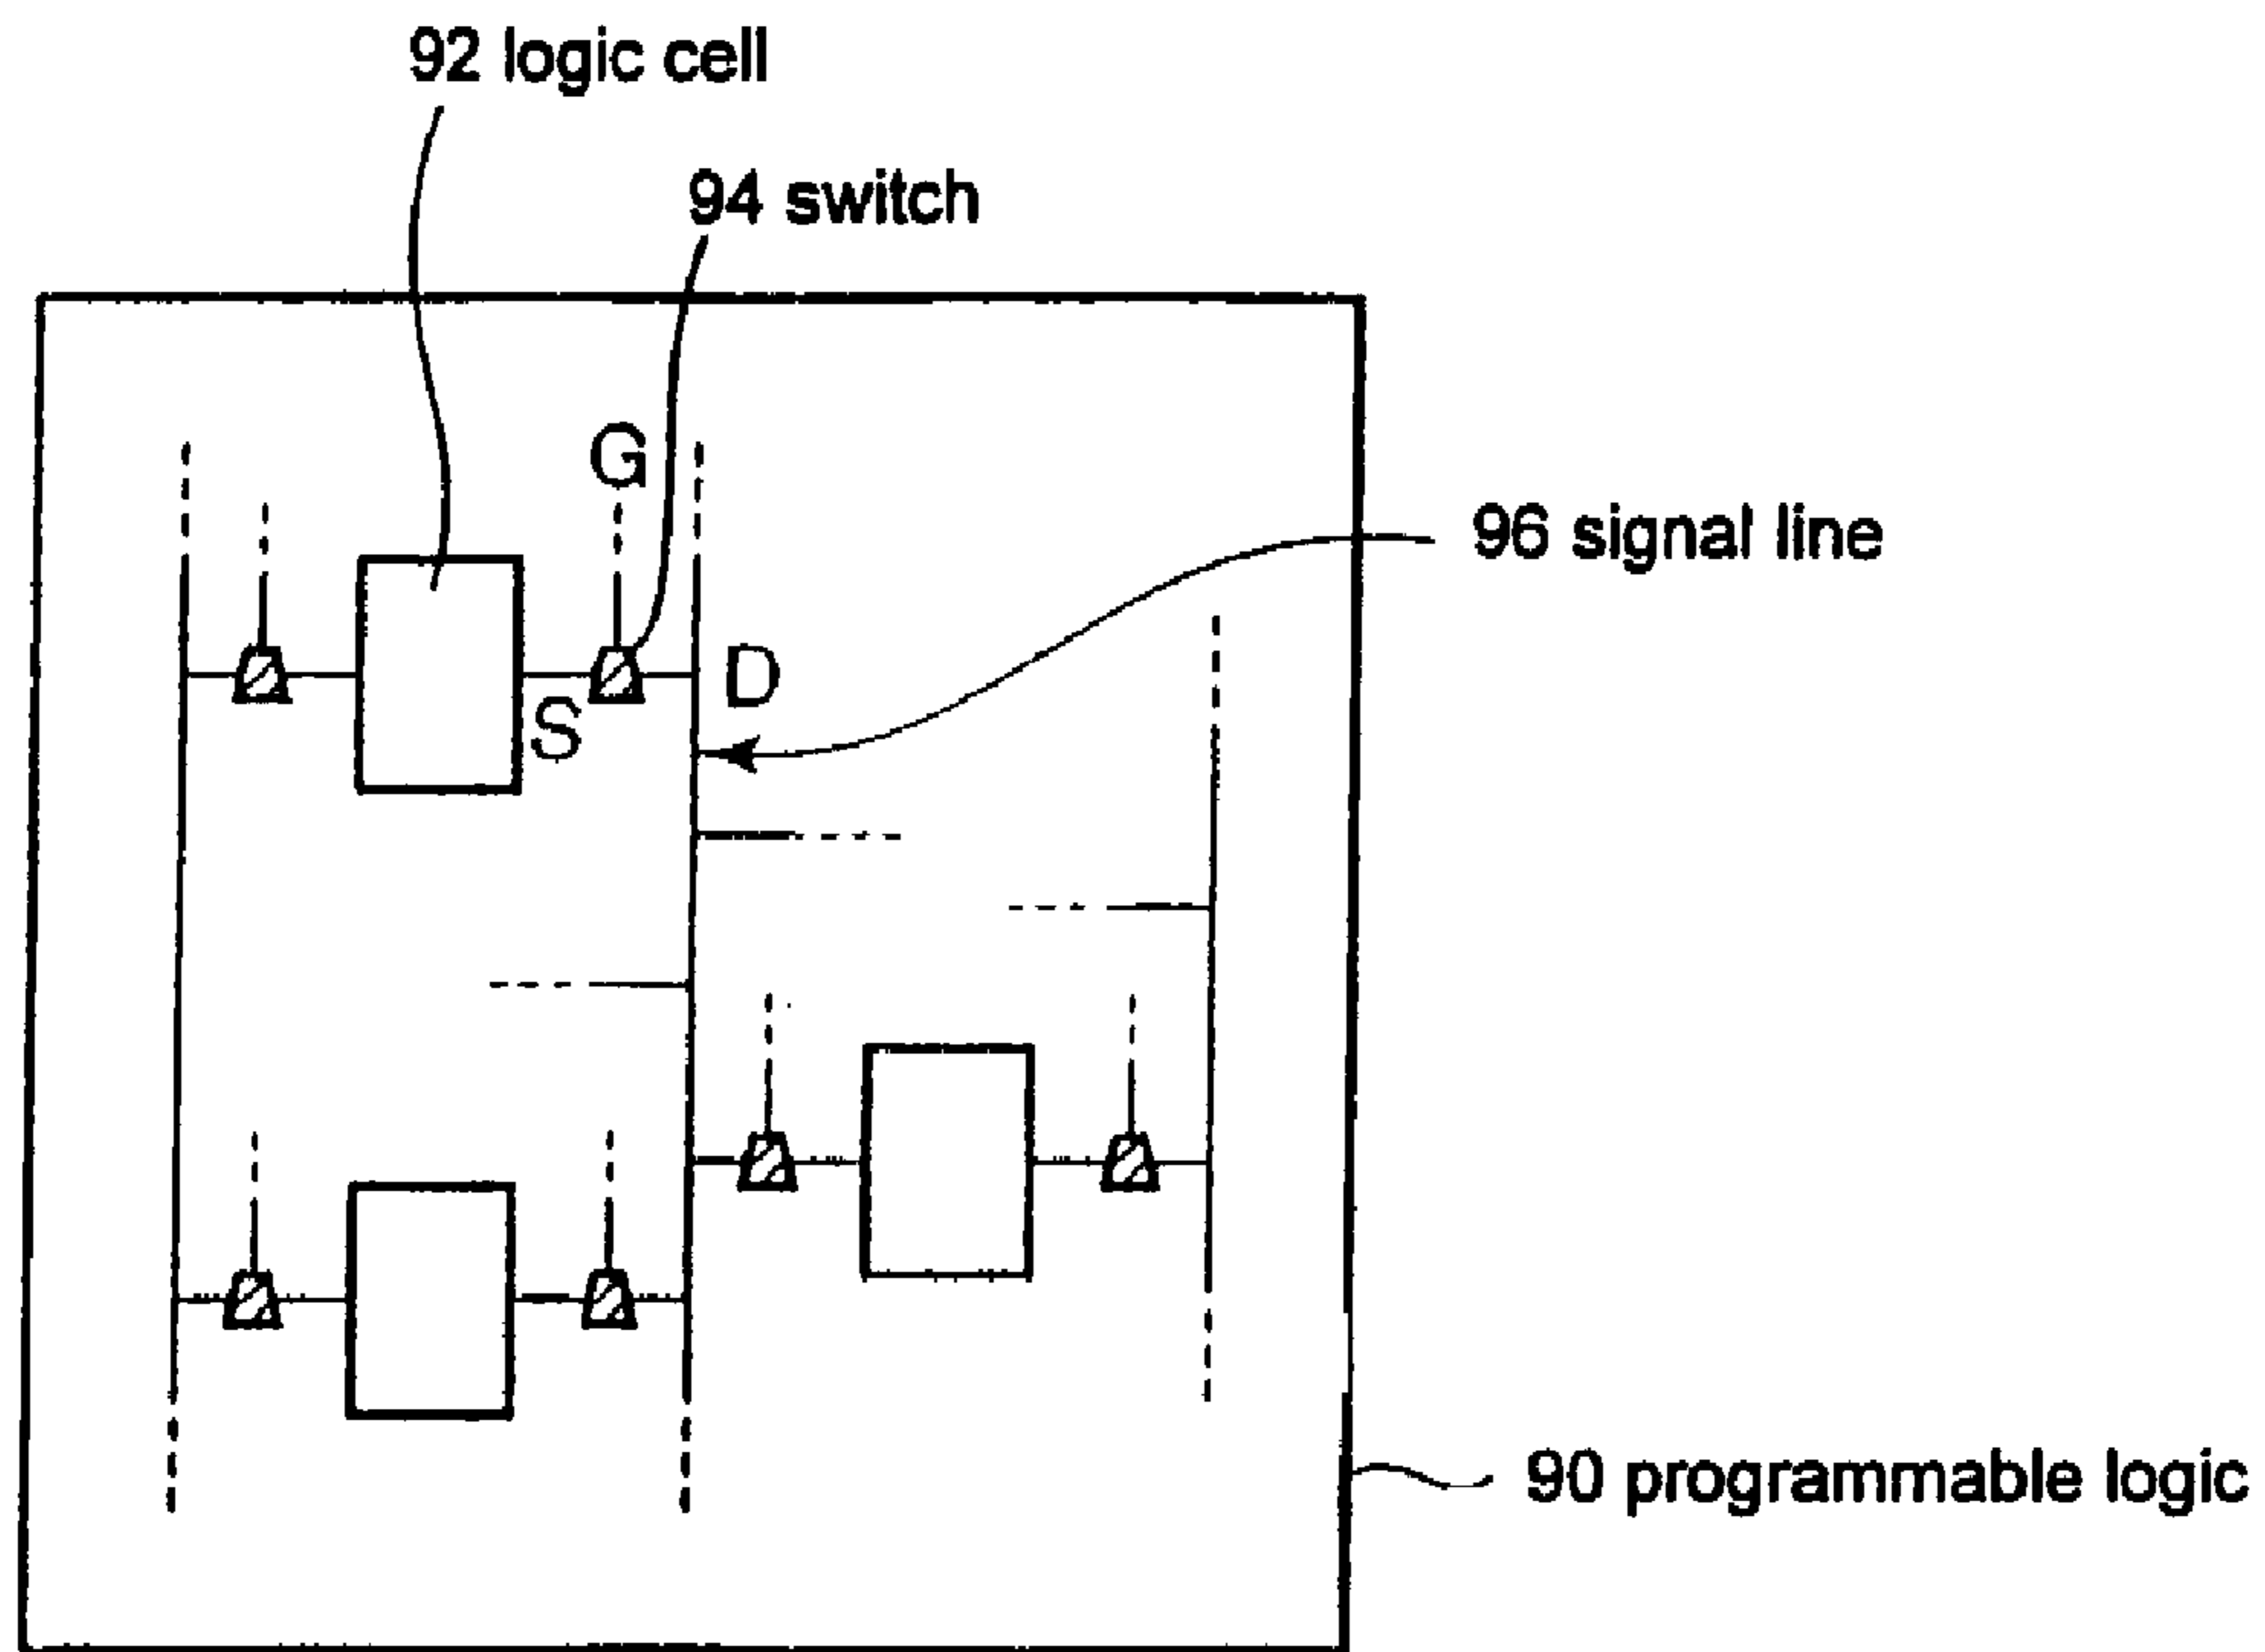 92 logic cell
94 switch
G
96 signal line
D
S
90 programmable logic